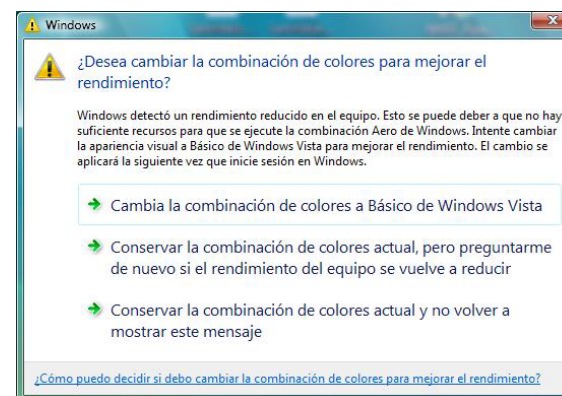 Windows
¿Desea cambiar la combinación de colores para mejorar el
rendimiento?
Windows detectó un rendimiento reducido en el equipo. Esto se puede deber a que no hay
suficiente recursos para que se ejecute la combinación Aero de Windows. Intente cambiar
la apariencia visual a Básico de Windows Vista para mejorar el rendimiento. El cambio se
aplicará la siguiente vez que inicie sesión en Windows.
Cambia la combinación de colores a Básico de Windows Vista
Conservar la combinación de colores actual, pero preguntarme
de nuevo si el rendimiento del equipo se vuelve a reducir
Conservar la combinación de colores actual y no volver a
mostrar este mensaje
¿Cómo puedo decidir si debo cambiar la combinación de colores para mejorar el rendimiento?